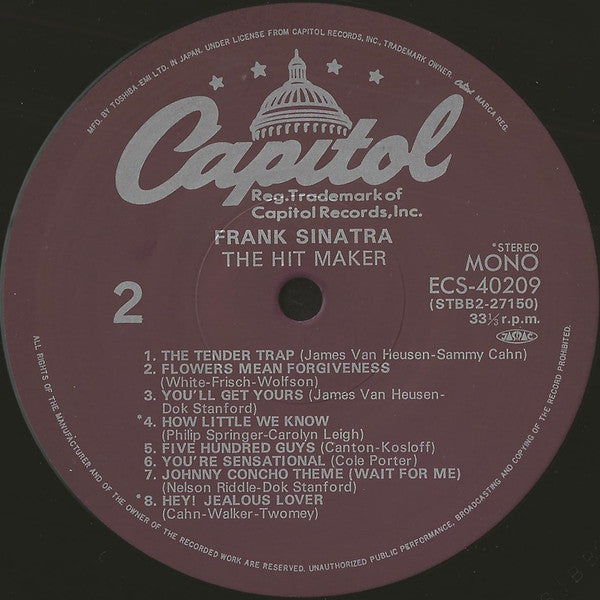 MFD. BY TOSHIBA-EMI LTD. IN JAPAN. UNDER LICENSE FROM CAPITOL RECORDS, INC., TRADEMARK OWNER. Capitol MARCA REG.
Capitol
Reg. Trademark of
Capitol Records, Inc.
FRANK SINATRA
THE HIT MAKER
2
*STEREO
MONO
ECS-40209
(STBB2-27150)
33⅓ r.p.m.
JASRAC
1. THE TENDER TRAP (James Van Heusen-Sammy Cahn)
2. FLOWERS MEAN FORGIVENESS
(White-Frisch-Wolfson)
3. YOU'LL GET YOURS (James Van Heusen-
Dok Stanford)
*4. HOW LITTLE WE KNOW
(Philip Springer-Carolyn Leigh)
5. FIVE HUNDRED GUYS (Canton-Kosloff)
6. YOU'RE SENSATIONAL (Cole Porter)
7. JOHNNY CONCHO THEME (WAIT FOR ME)
(Nelson Riddle-Dok Stanford)
*8. HEY! JEALOUS LOVER
(Cahn-Walker-Twomey)
ALL RIGHTS OF THE MANUFACTURER AND OF THE OWNER OF THE RECORDED WORK ARE RESERVED. UNAUTHORIZED PUBLIC PERFORMANCE, BROADCASTING AND COPYING OF THE RECORD PROHIBITED.